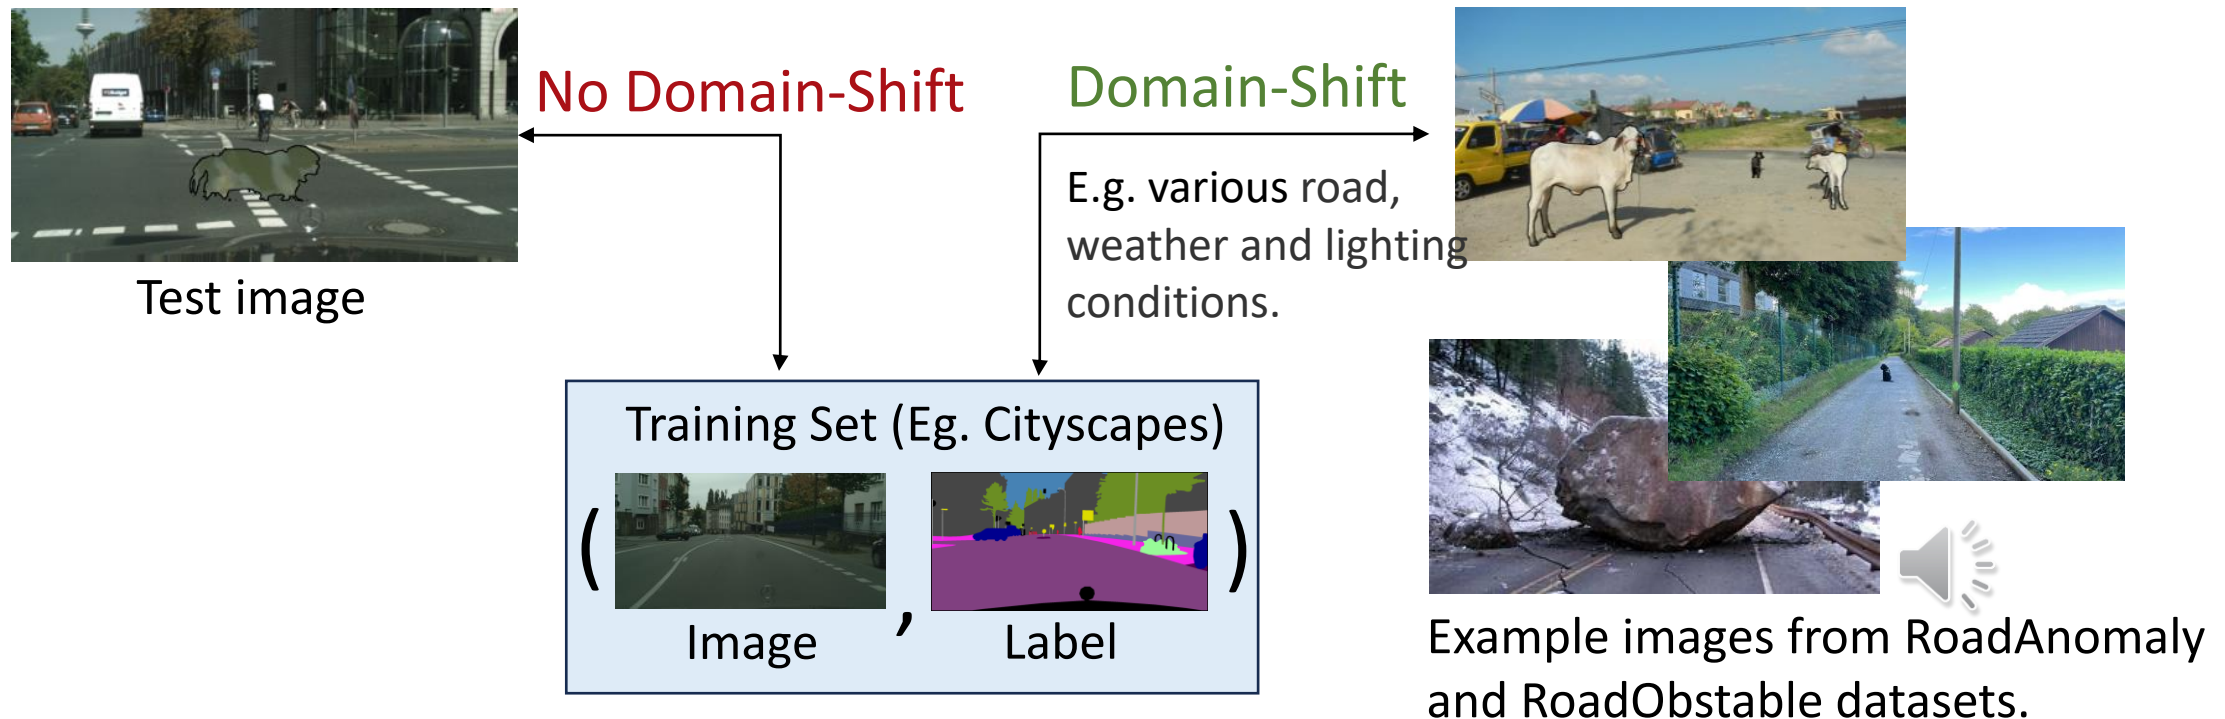 No Domain-Shift
Domain-Shift
E.g. various road,
weather and lighting
conditions.
Test image
Training Set (Eg. Cityscapes)
(
,
)
Image
Label
Example images from RoadAnomaly
and RoadObstable datasets.